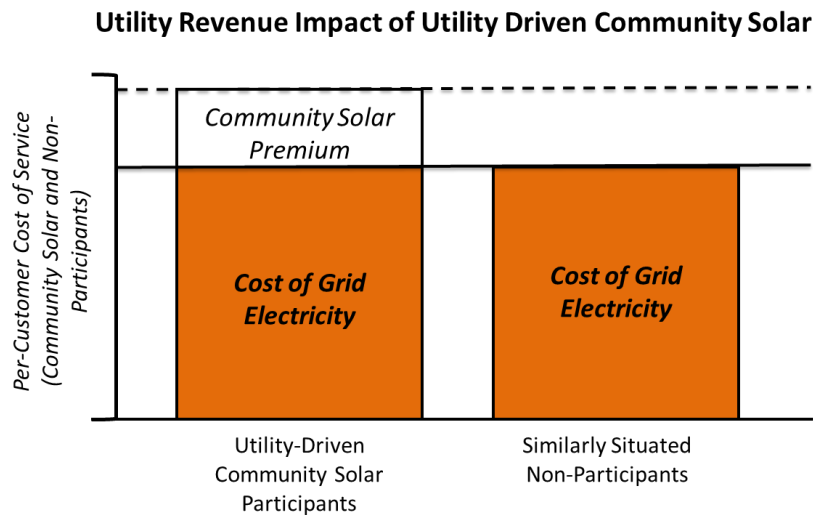 Utility Revenue Impact of Utility Driven Community Solar
Per-Customer Cost of Service
(Community Solar and Non-
Participants)
Community Solar
Premium
Cost of Grid
Electricity
Cost of Grid
Electricity
Utility-Driven
Community Solar
Participants
Similarly Situated
Non-Participants